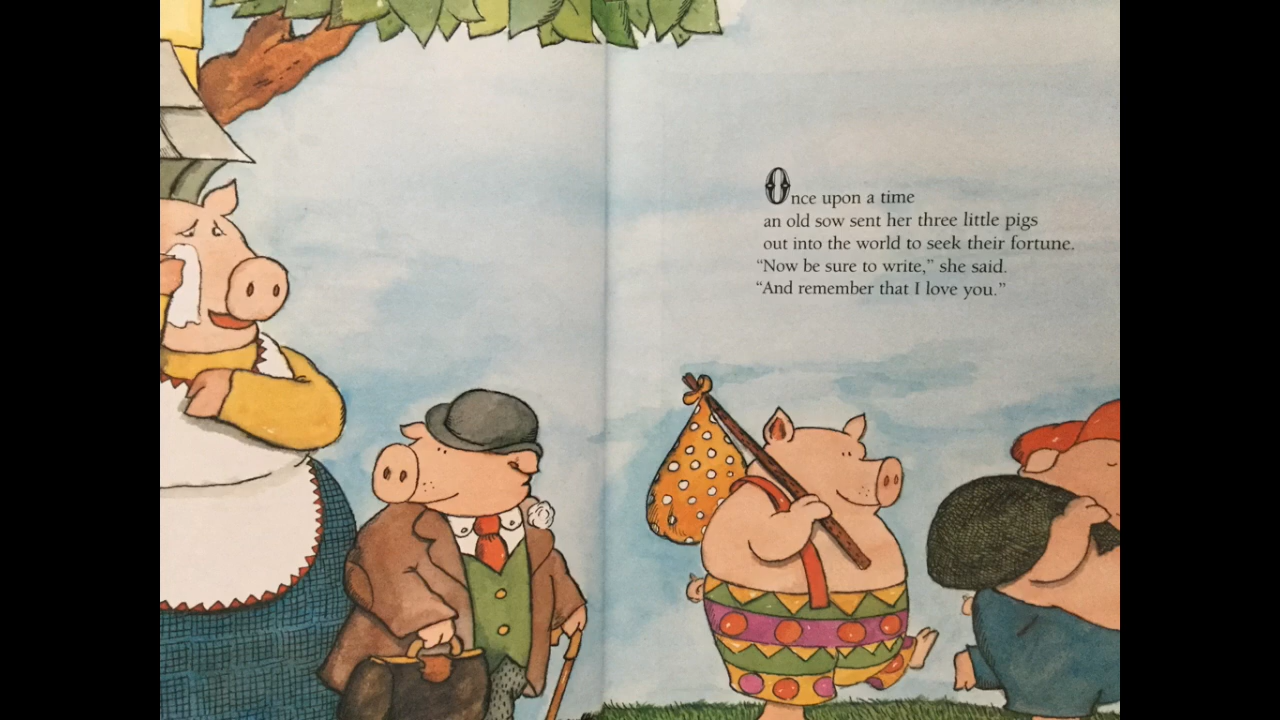 Once upon a time
an old sow sent her three little pigs
out into the world to seek their fortune.
“Now be sure to write,” she said.
“And remember that I love you.”